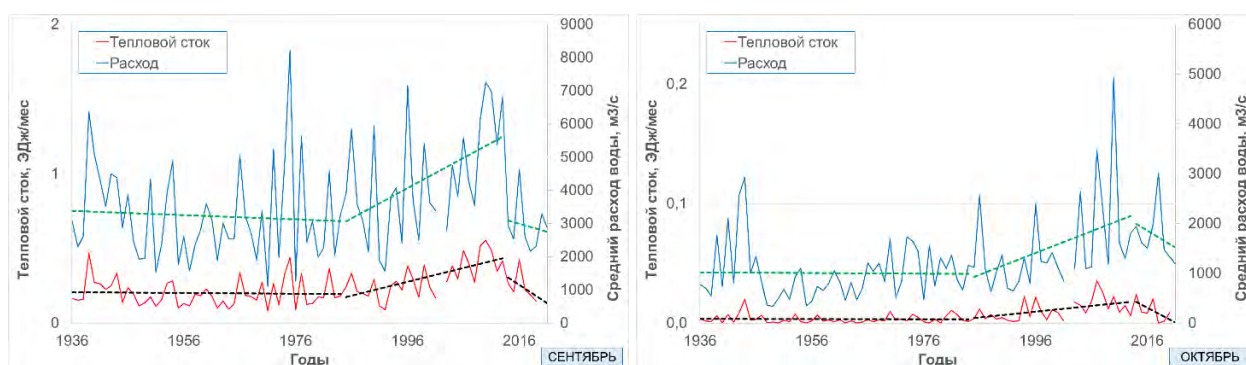 2
1
0
Тепловой сток, ЭДж/мес
Тепловой сток
Расход
9000
8000
7000
6000
5000
4000
3000
2000
1000
0
Средний расход воды, м3/с
1936
1956
1976
1996
2016
Годы
СЕНТЯБРЬ
0,2
0,1
0,0
Тепловой сток, ЭДж/мес
Тепловой сток
Расход
6000
5000
4000
3000
2000
1000
0
Средний расход воды, м3/с
1936
1956
1976
1996
2016
Годы
ОКТЯБРЬ